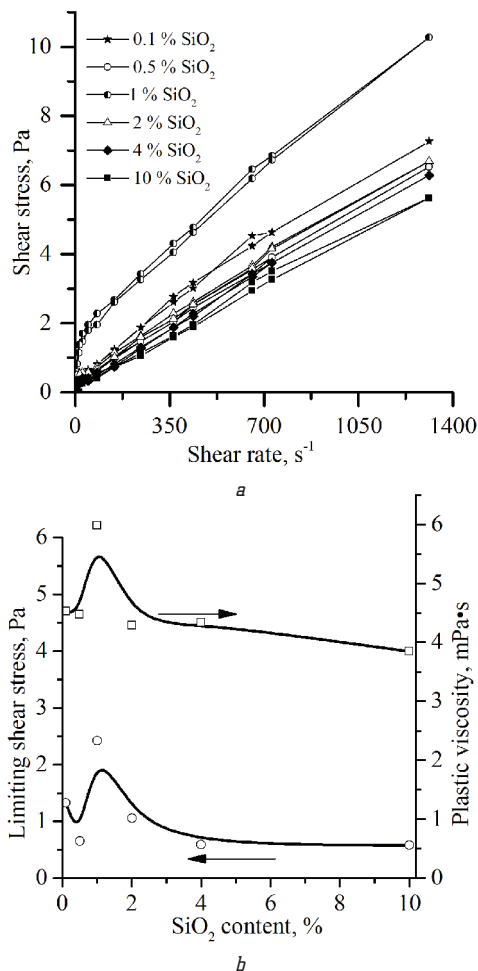 10
8
6
4
2
0
Shear stress, Pa
0.1 % SiO₂
0.5 % SiO₂
1 % SiO₂
2 % SiO₂
4 % SiO₂
10 % SiO₂
0 350 700 1050 1400
Shear rate, s⁻¹
a
6
5
4
3
2
1
0
Limiting shear stress, Pa
6
5
4
3
2
1
0
Plastic viscosity, mPa•s
0 2 4 6 8 10
SiO₂ content, %
b